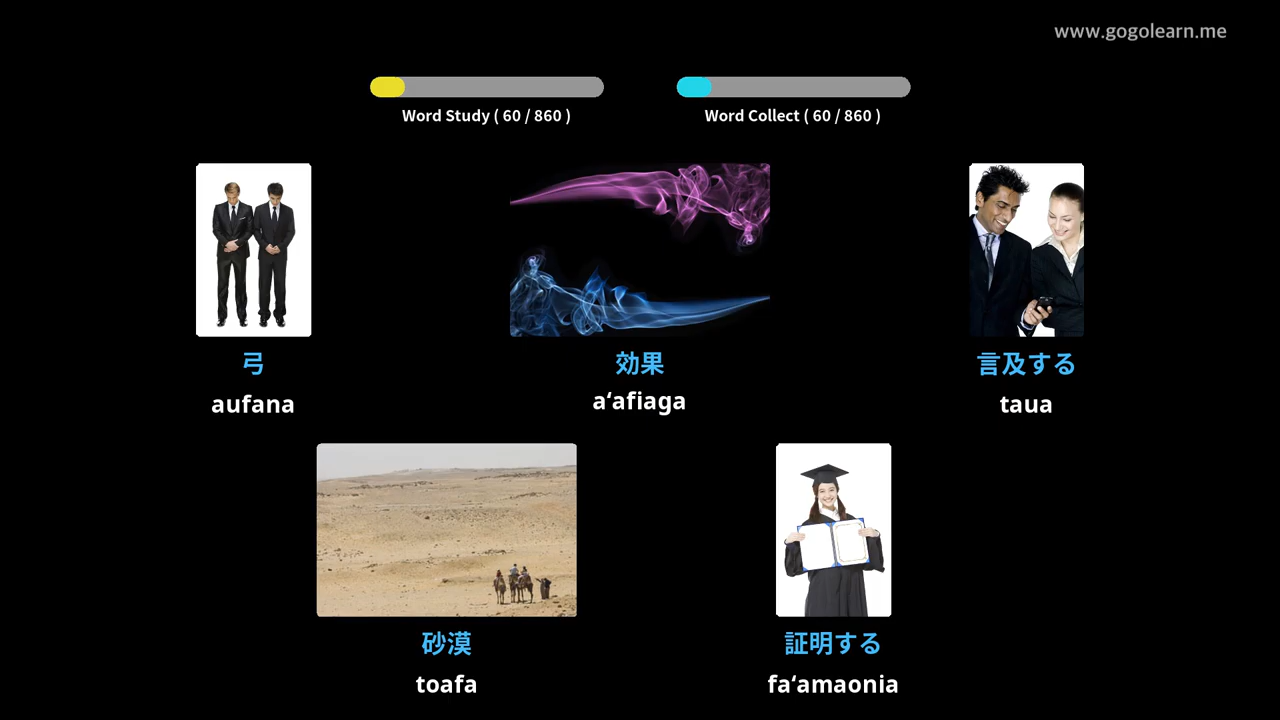 www.gogolearn.me
Word Study ( 60 / 860 )
Word Collect ( 60 / 860 )
弓
aufana
効果
a‘afiaga
言及する
taua
砂漠
toafa
証明する
fa‘amaonia